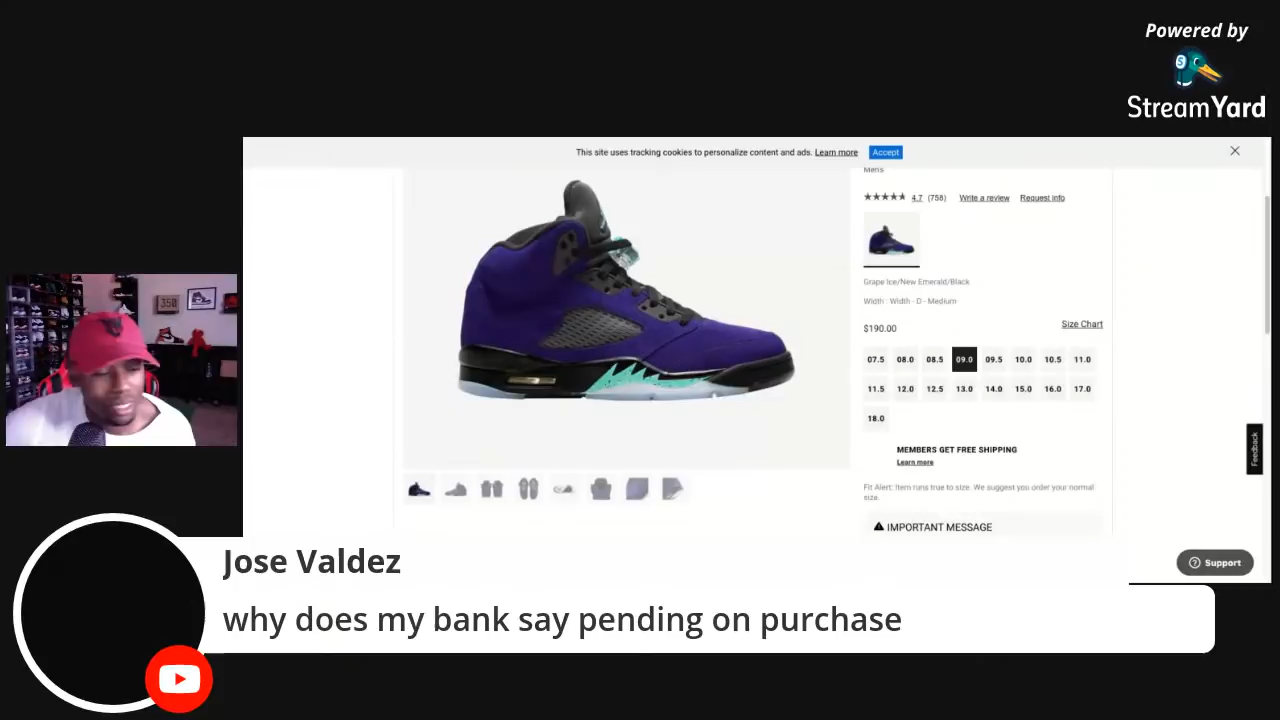 Powered by
StreamYard
This site uses tracking cookies to personalize content and ads. Learn more Accept
Men's
4.7 (758) Write a review Request info
Grape Ice/New Emerald/Black
Width : Width - D - Medium
$190.00 Size Chart
07.5 08.0 08.5 09.0 09.5 10.0 10.5 11.0
11.5 12.0 12.5 13.0 14.0 15.0 16.0 17.0
18.0
MEMBERS GET FREE SHIPPING
Learn more
Fit Alert: Item runs true to size. We suggest you order your normal
size.
IMPORTANT MESSAGE
Feedback
Support
350
Jose Valdez
why does my bank say pending on purchase